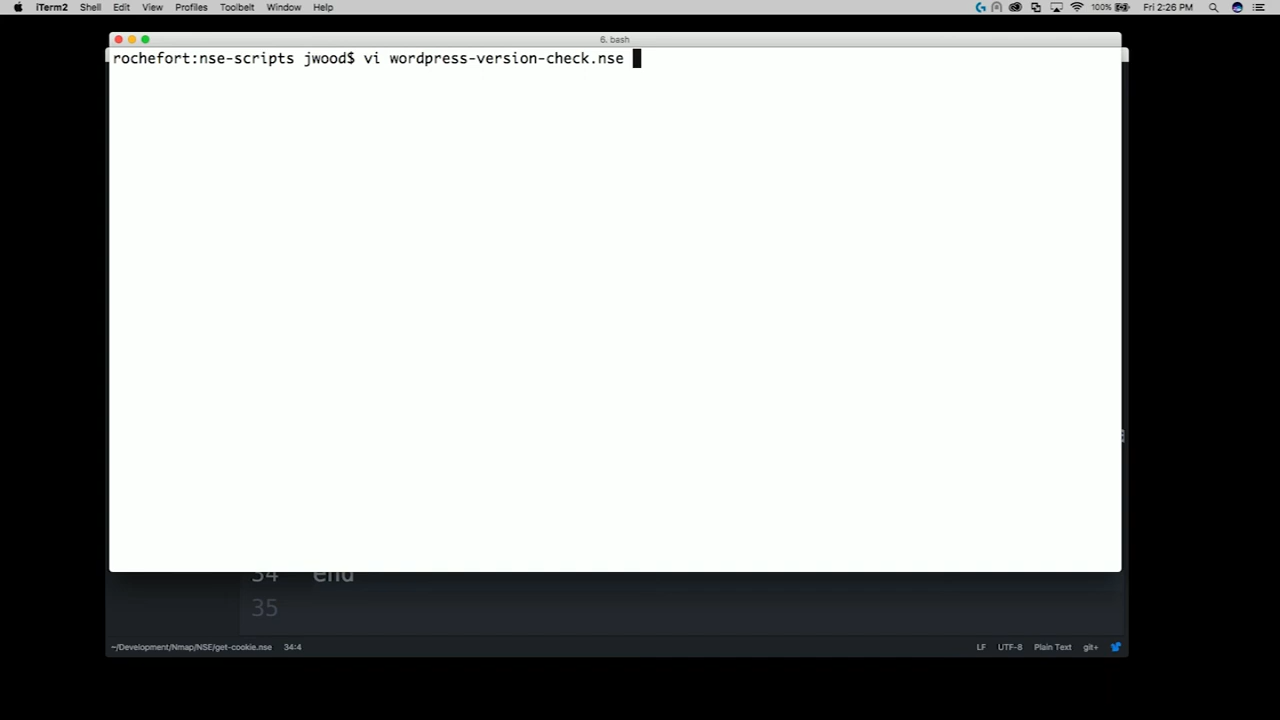 iTerm2 Shell Edit View Profiles Toolbelt Window Help 100% Fri 2:26 PM
6. bash
rochefort:nse-scripts jwood$ vi wordpress-version-check.nse
34 end
35
~/Development/Nmap/NSE/get-cookie.nse 34:4 LF UTF-8 Plain Text git+